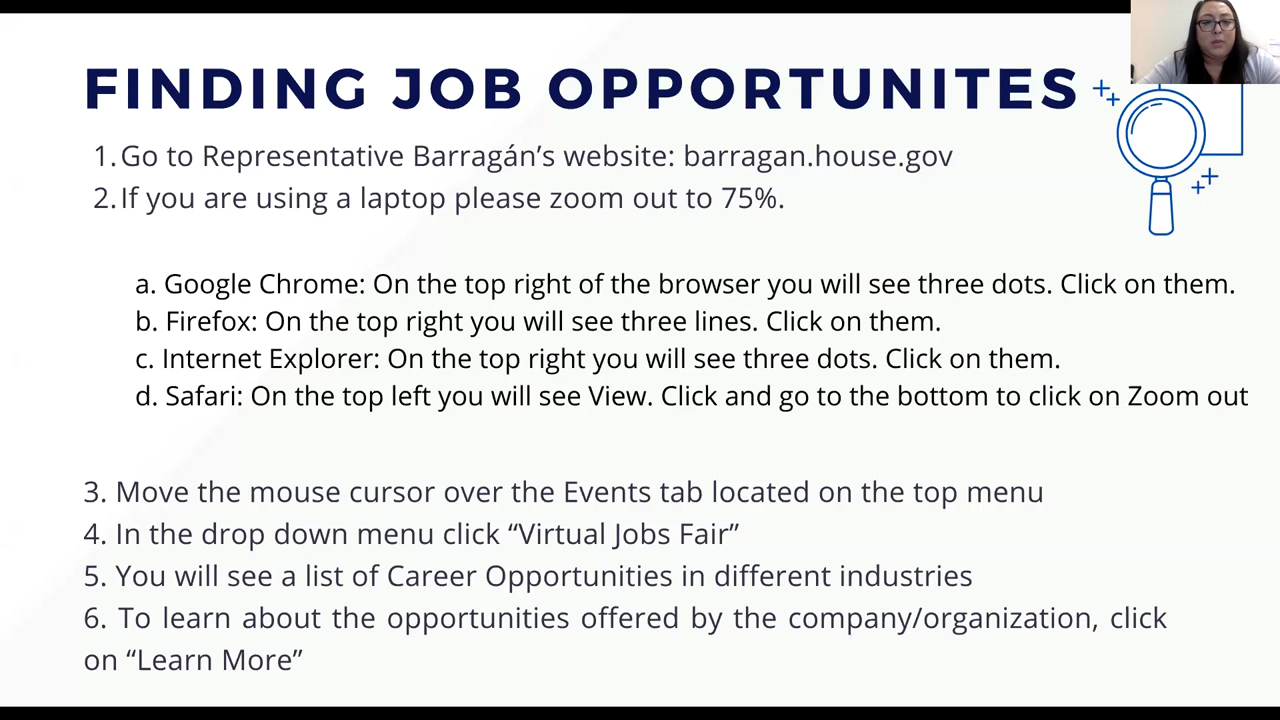 FINDING JOB OPPORTUNITES
1. Go to Representative Barragán’s website: barragan.house.gov
2. If you are using a laptop please zoom out to 75%.
a. Google Chrome: On the top right of the browser you will see three dots. Click on them.
b. Firefox: On the top right you will see three lines. Click on them.
c. Internet Explorer: On the top right you will see three dots. Click on them.
d. Safari: On the top left you will see View. Click and go to the bottom to click on Zoom out
3. Move the mouse cursor over the Events tab located on the top menu
4. In the drop down menu click “Virtual Jobs Fair”
5. You will see a list of Career Opportunities in different industries
6. To learn about the opportunities offered by the company/organization, click
on “Learn More”